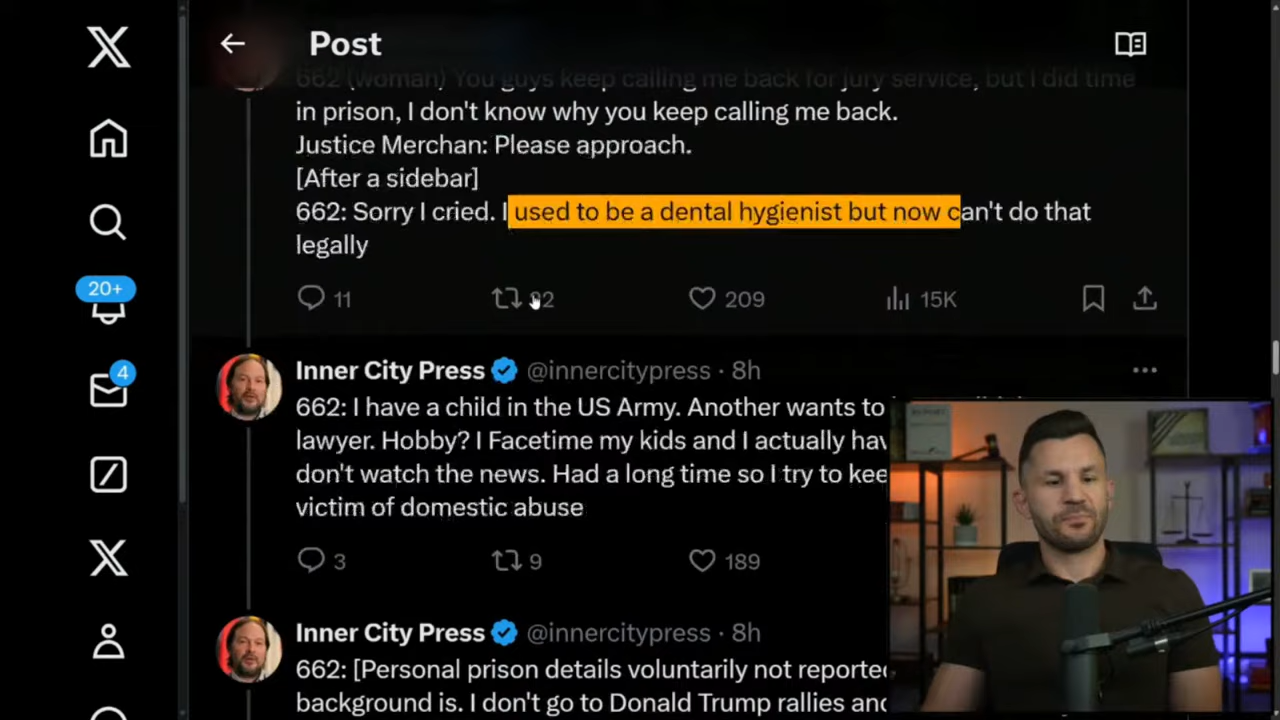 Post
662 (woman) You guys keep calling me back for jury service, but I did time
in prison, I don't know why you keep calling me back.
Justice Merchan: Please approach.
[After a sidebar]
662: Sorry I cried. I used to be a dental hygienist but now can't do that
legally
11
209
15K
20+
Inner City Press @innercitypress · 8h
4
662: I have a child in the US Army. Another wants to
lawyer. Hobby? I Facetime my kids and I actually
don't watch the news. Had a long time so I try to
victim of domestic abuse
3
9
189
Inner City Press @innercitypress · 8h
662: [Personal prison details voluntarily not reported
background is. I don't go to Donald Trump rallies